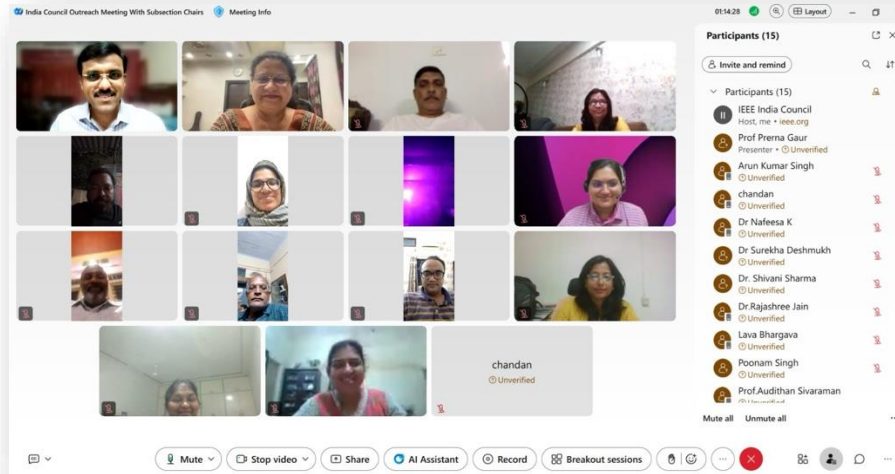 India Council Outreach Meeting With Subsection Chairs Meeting Info
01:14:28
Layout
Participants (15)
Invite and remind
Participants (15)
IEEE India Council
Host, me • ieee.org
Prof Prerna Gaur
Presenter • Unverified
Arun Kumar Singh
Unverified
chandan
Unverified
Dr Nafeesa K
Unverified
Dr Surekha Deshmukh
Unverified
Dr. Shivani Sharma
Unverified
Dr.Rajashree Jain
Unverified
Lava Bhargava
Unverified
Poonam Singh
Unverified
Prof.Audithan Sivaraman
chandan
Unverified
Mute all Unmute all
Mute Stop video Share AI Assistant Record Breakout sessions